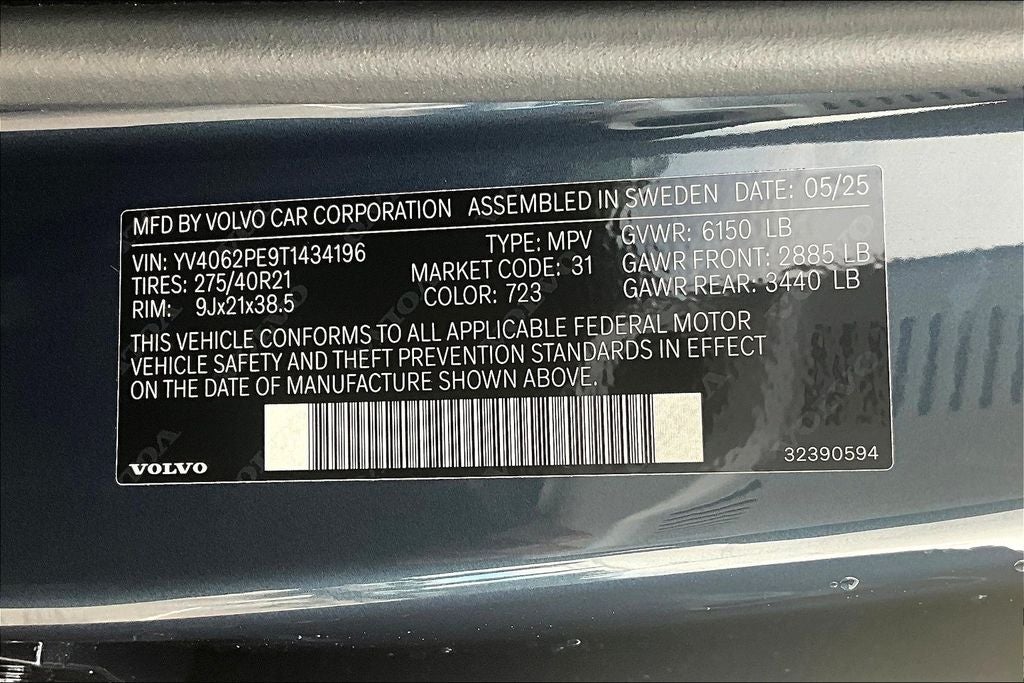 MFD BY VOLVO CAR CORPORATION ASSEMBLED IN SWEDEN DATE: 05/25
VIN: YV4062PE9T1434196 TYPE: MPV GVWR: 6150 LB
TIRES: 275/40R21 MARKET CODE: 31 GAWR FRONT: 2885 LB
RIM: 9Jx21x38.5 COLOR: 723 GAWR REAR: 3440 LB
THIS VEHICLE CONFORMS TO ALL APPLICABLE FEDERAL MOTOR
VEHICLE SAFETY AND THEFT PREVENTION STANDARDS IN EFFECT
ON THE DATE OF MANUFACTURE SHOWN ABOVE.
VOLVO 32390594